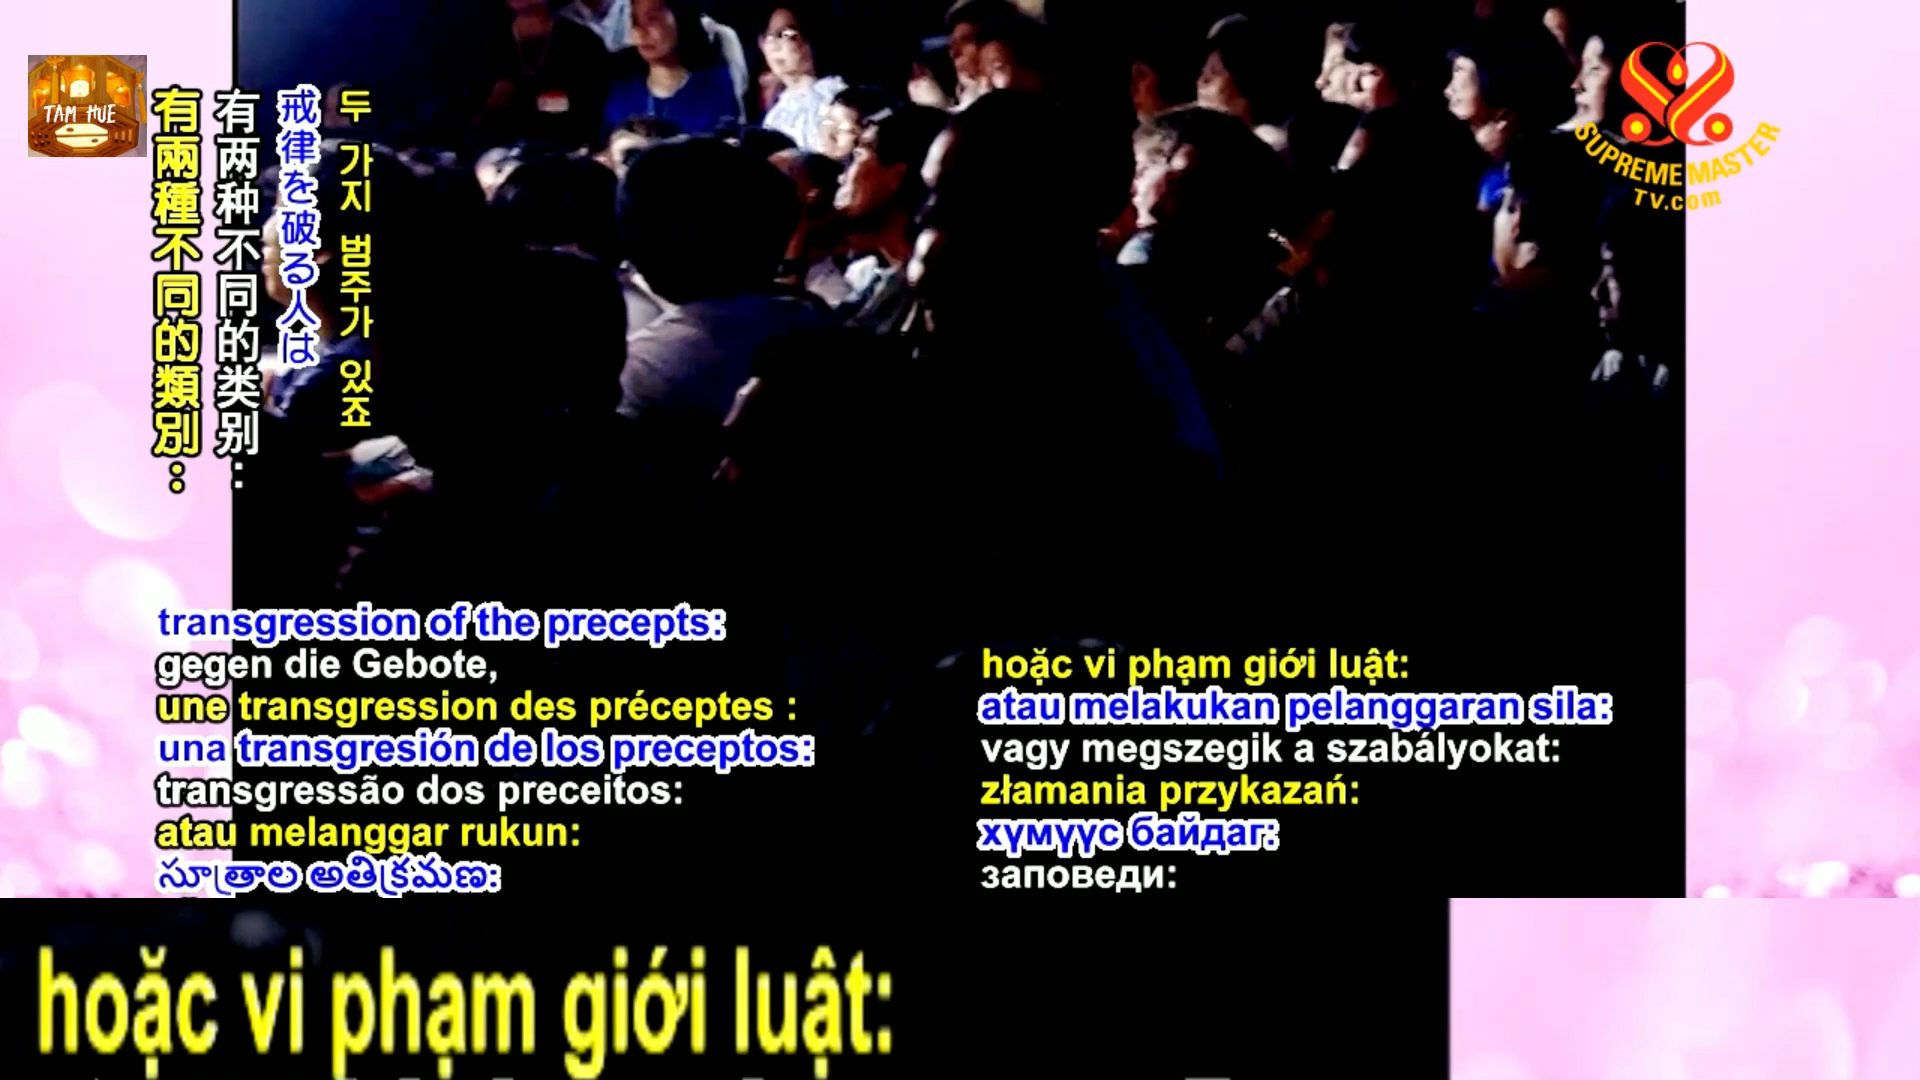 TAM HUE
有兩種不同的類別：
有两种不同的类别：
戒律を破る人は
두 가지 범주가 있죠
SUPREME MASTER
TV.com
transgression of the precepts:
gegen die Gebote,
une transgression des préceptes :
una transgresión de los preceptos:
transgressão dos preceitos:
atau melanggar rukun:
సూత్రాల అతిక్రమణ:
hoặc vi phạm giới luật:
atau melakukan pelanggaran sila:
vagy megszegik a szabályokat:
złamania przykazań:
хүмүүс байдаг:
заповеди:
hoặc vi phạm giới luật: